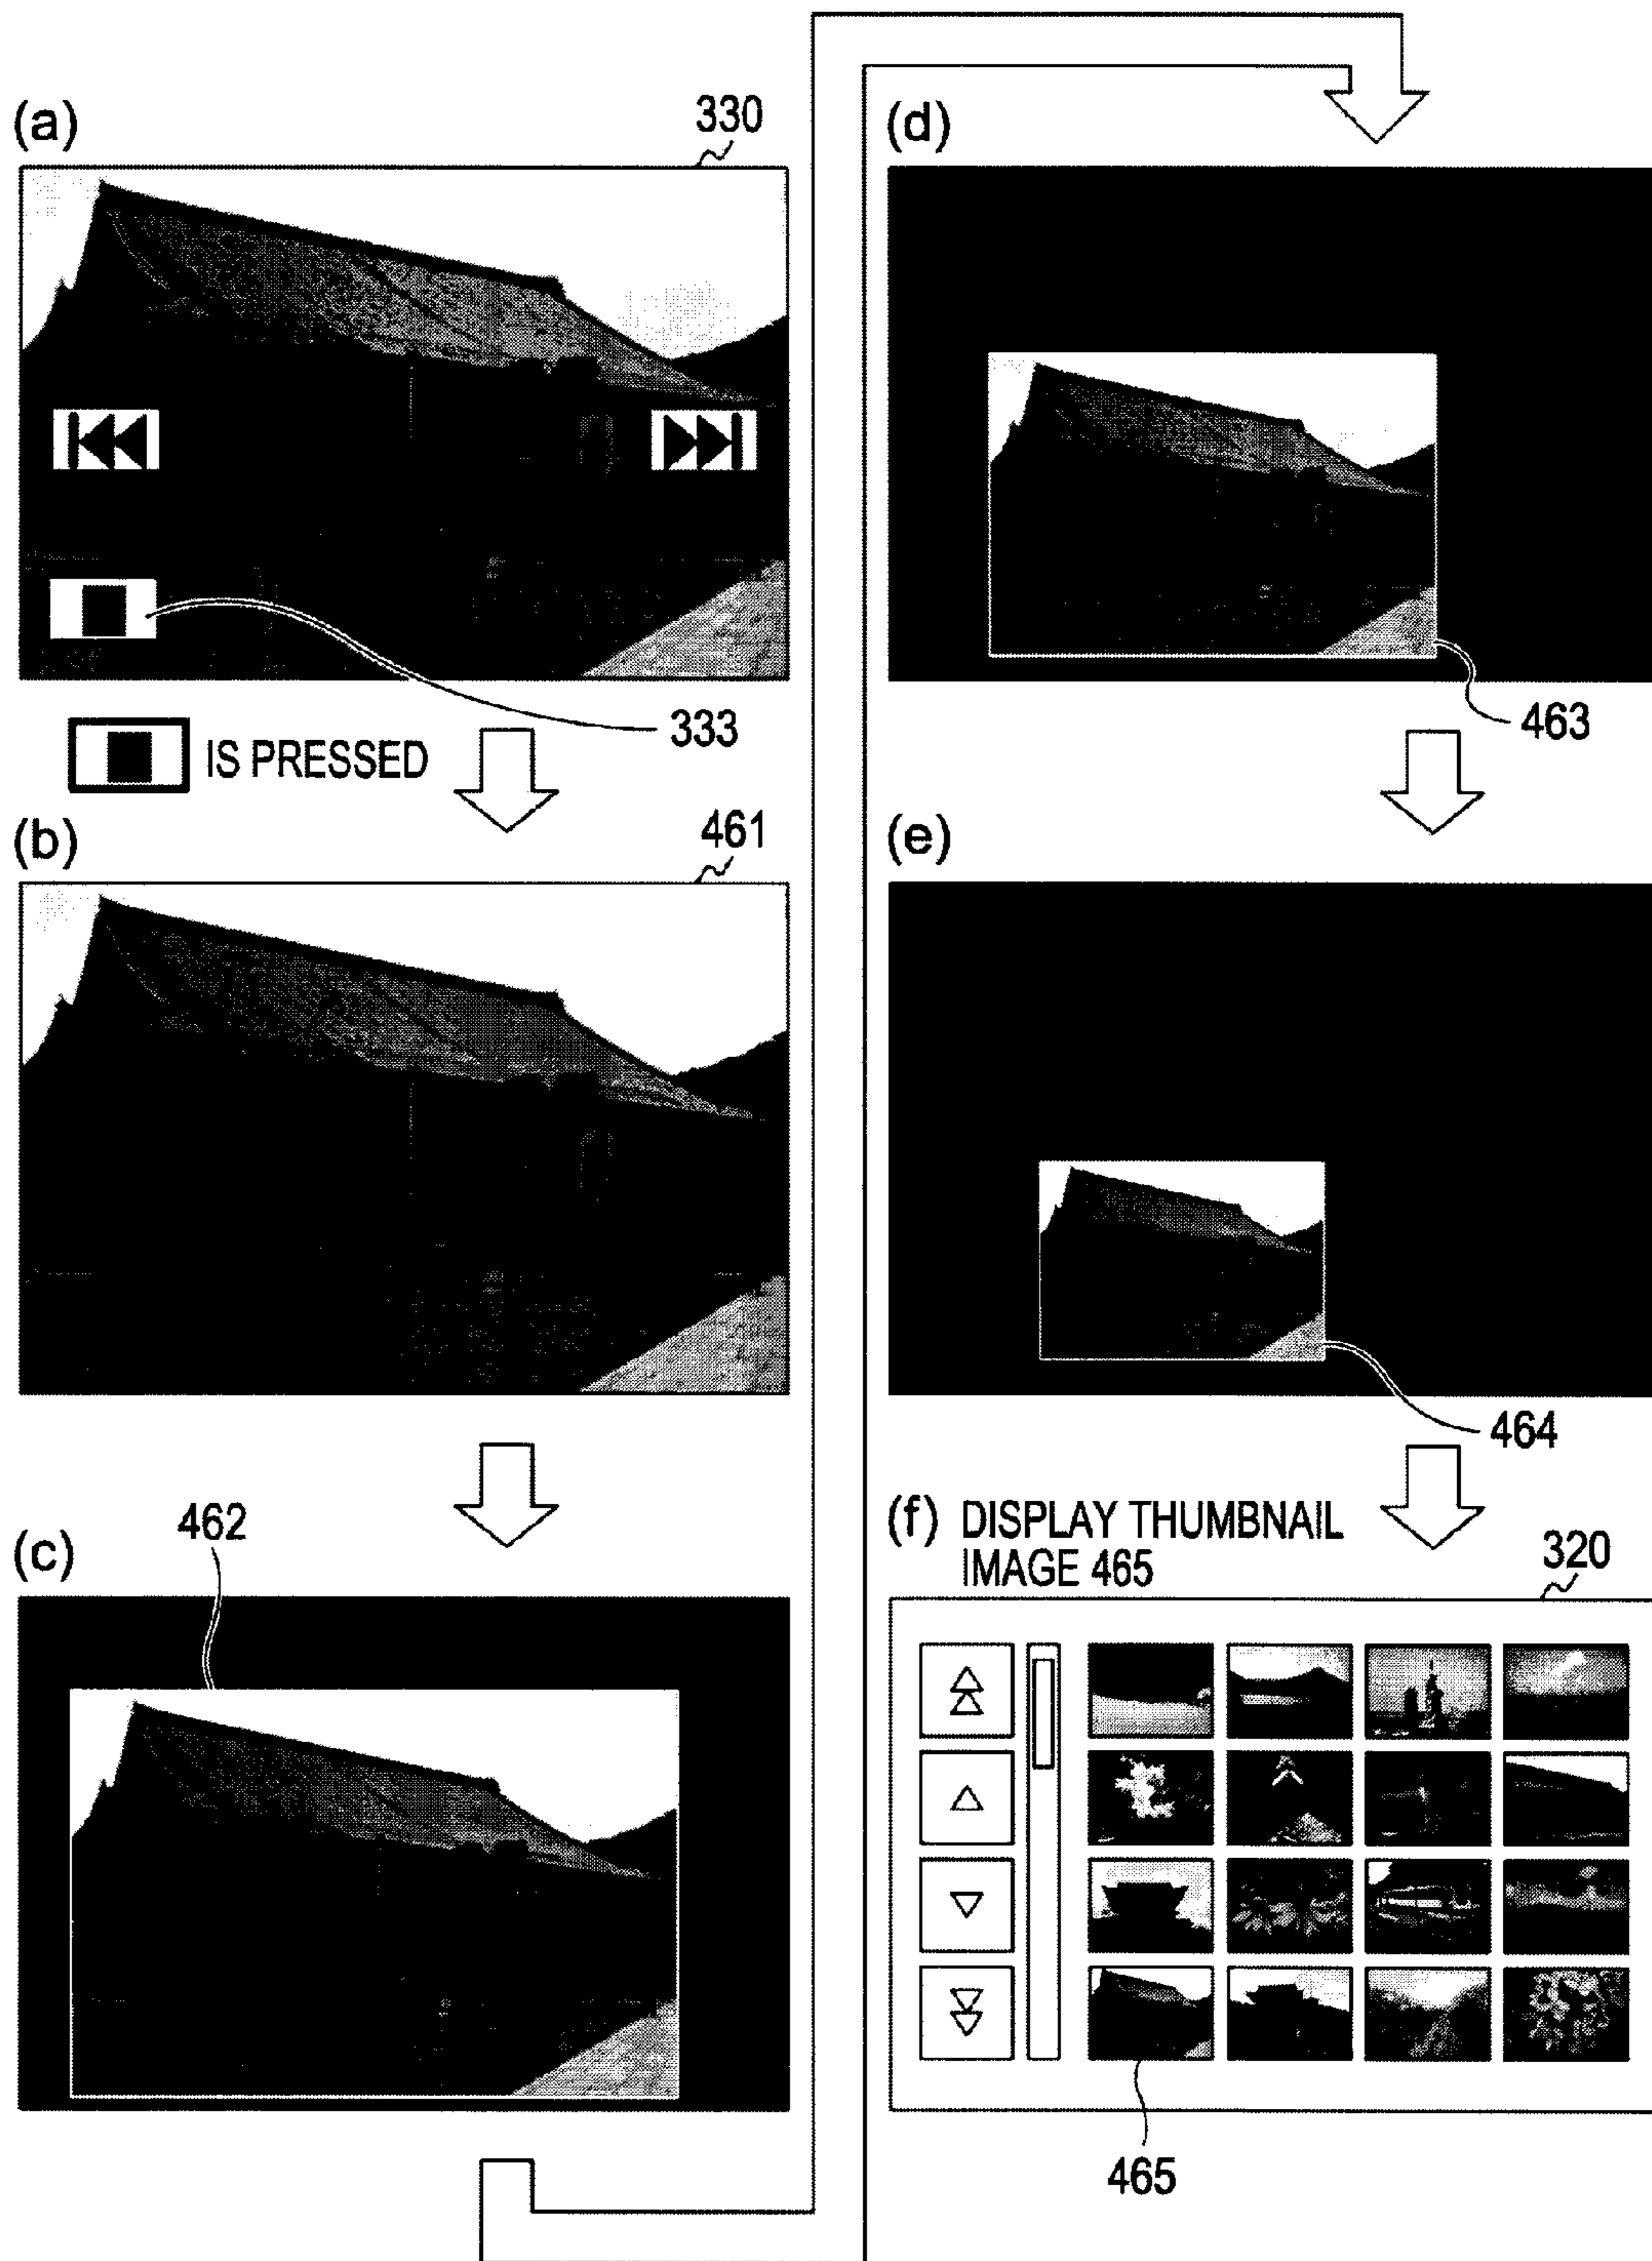 (a)
330
333
IS PRESSED
(b)
461
462
(c)
(d)
463
(e)
464
(f) DISPLAY THUMBNAIL
IMAGE 465
320
465